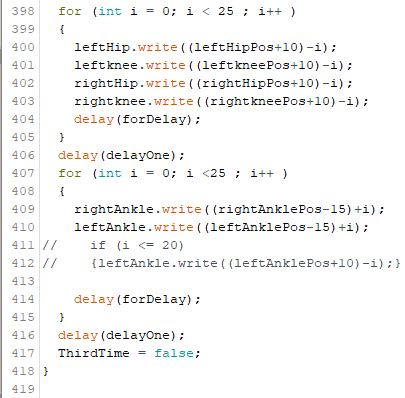 398 for (int i = 0; i < 25 ; i++ )
399 {
400 leftHip.write((leftHipPos+10)-i);
401 leftknee.write((leftkneePos+10)-i);
402 rightHip.write((rightHipPos+10)-i);
403 rightknee.write((rightkneePos+10)-i);
404 delay(forDelay);
405 }
406 delay(delayOne);
407 for (int i = 0; i <25 ; i++ )
408 {
409 rightAnkle.write((rightAnklePos-15)+i);
410 leftAnkle.write((leftAnklePos-15)+i);
411 // if (i <= 20)
412 // {leftAnkle.write((leftAnklePos+10)-i);}
413
414 delay(forDelay);
415 }
416 delay(delayOne);
417 ThirdTime = false;
418 }
419